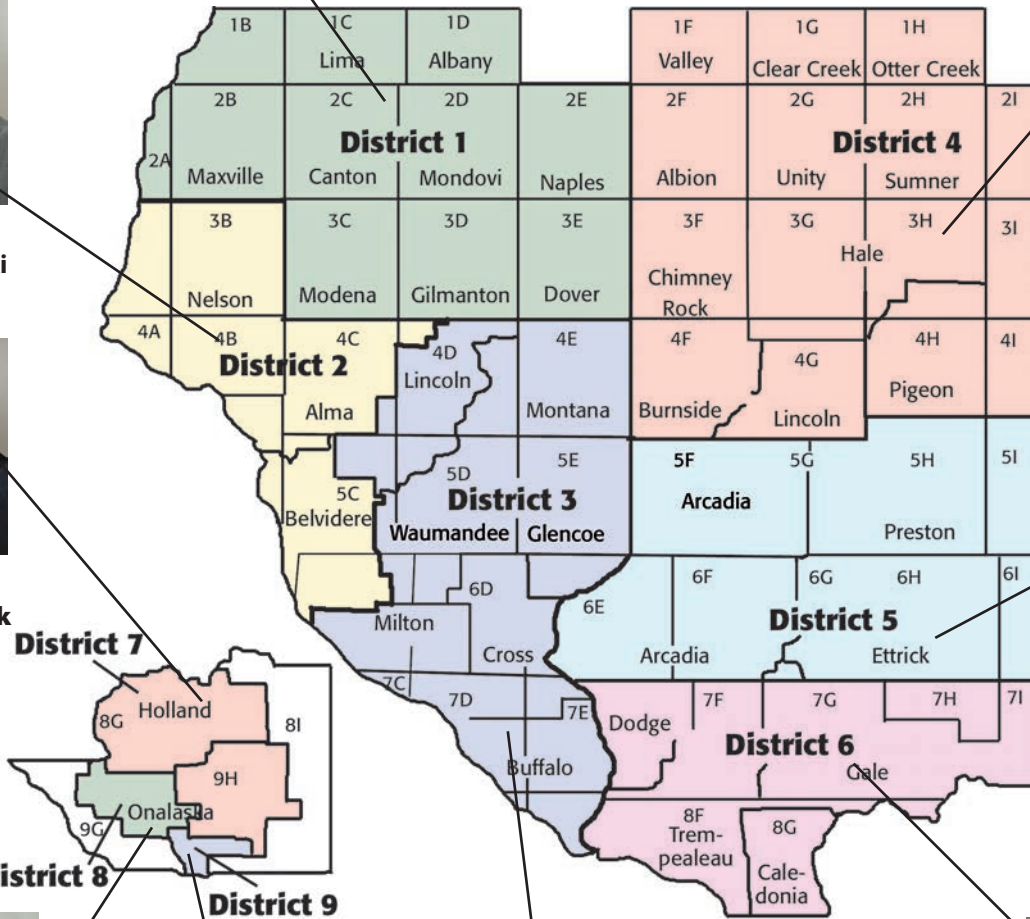 1B
1C
1D
1F
1G
1H
Lima
Albany
Valley
Clear Creek
Otter Creek
2A
2B
2C
2D
2E
2F
2G
2H
2I
District 1
District 4
Maxville
Canton
Mondovi
Naples
Albion
Unity
Sumner
3B
3C
3D
3E
3F
3G
3H
3I
i
Hale
Nelson
Modena
Gilmanton
Dover
Chimney
Rock
4A
4B
4C
4D
4E
4F
4G
4H
4I
District 2
Lincoln
Alma
Montana
Burnside
Lincoln
Pigeon
5C
5D
5E
5F
5G
5H
5I
Belvidere
District 3
Waumandee
Glencoe
Arcadia
Preston
6D
6E
6F
6G
6H
6I
k
Milton
Cross
District 5
Arcadia
Ettrick
District 7
7C
7D
7E
7F
7G
7H
7I
8G
Holland
8I
Dodge
District 6
Gale
Buffalo
9H
Onalaska
9G
8F
Trem-
pealeau
8G
Cale-
donia
istrict 8
District 9